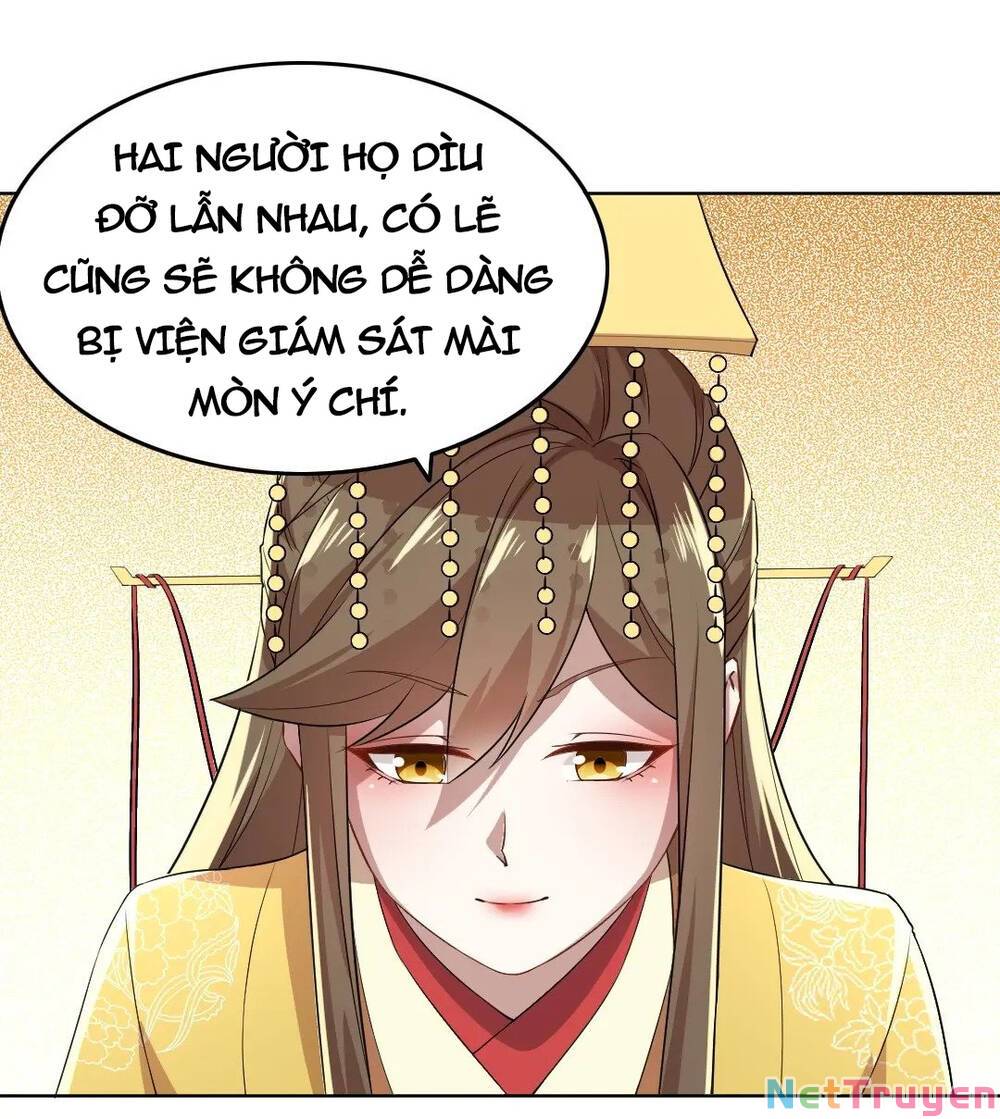 HAI NGƯỜI HỌ DÌU
ĐỠ LẪN NHAU, CÓ LẼ
CŨNG SẼ KHÔNG DỄ DÀNG
BỊ VIỆN GIÁM SÁT MÀI
MÒN Ý CHÍ.
NetTruyen